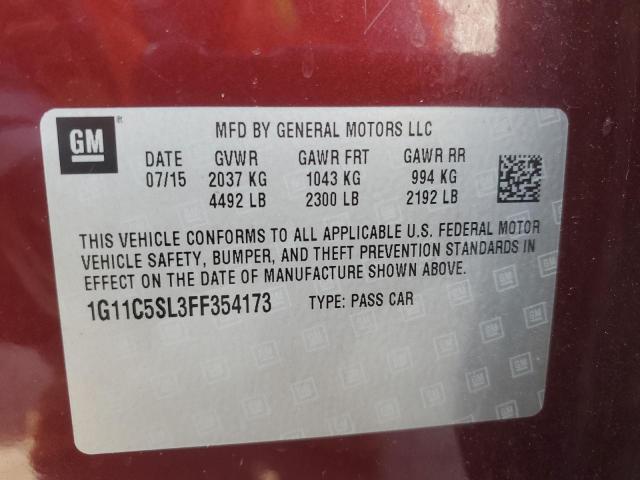 GM
MFD BY GENERAL MOTORS LLC
DATE GVWR GAWR FRT GAWR RR
07/15 2037 KG 1043 KG 994 KG
4492 LB 2300 LB 2192 LB
THIS VEHICLE CONFORMS TO ALL APPLICABLE U.S. FEDERAL MOTOR
VEHICLE SAFETY, BUMPER, AND THEFT PREVENTION STANDARDS IN
EFFECT ON THE DATE OF MANUFACTURE SHOWN ABOVE.
1G11C5SL3FF354173 TYPE: PASS CAR